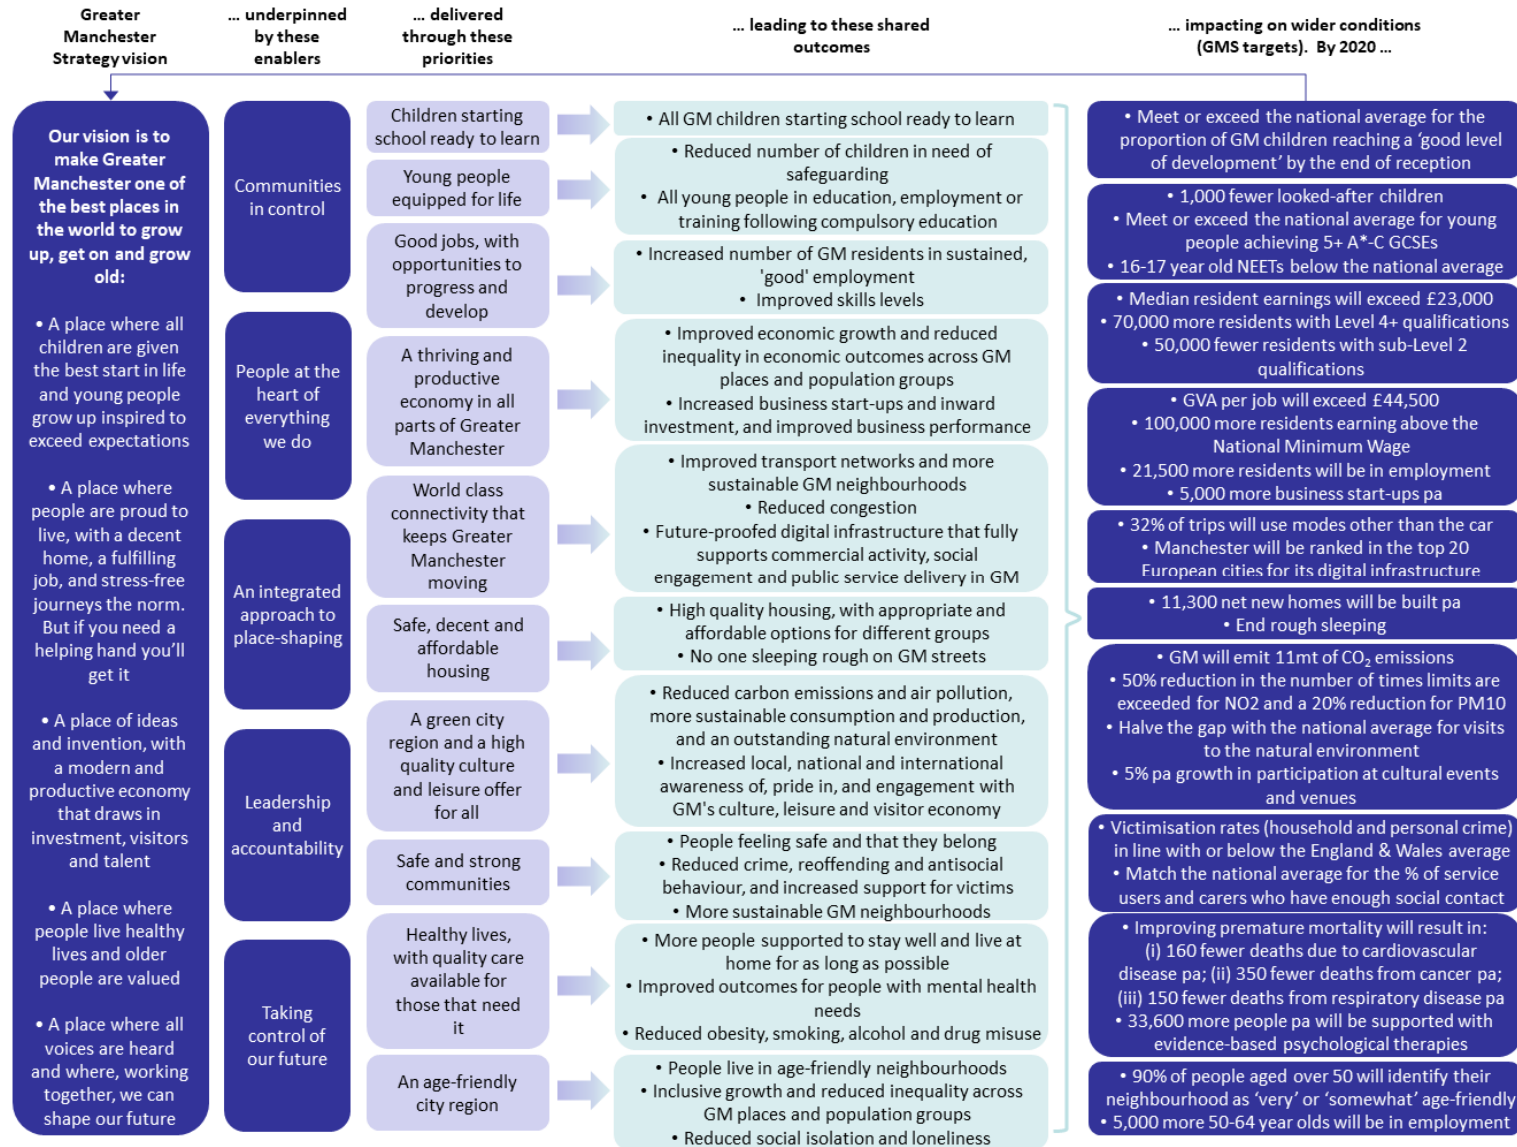 Greater
Manchester
Strategy vision
... underpinned
by these
enablers
... delivered
through these
priorities
... leading to these shared
outcomes
... impacting on wider conditions
(GMS targets).  By 2020 ...
Our vision is to
make Greater
Manchester one of
the best places in
the world to grow
up, get on and grow
old:
• A place where all
children are given
the best start in life
and young people
grow up inspired to
exceed expectations
• A place where
people are proud to
live, with a decent
home, a fulfilling
job, and stress-free
journeys the norm.
But if you need a
helping hand you’ll
get it
• A place of ideas
and invention, with
a modern and
productive economy
that draws in
investment, visitors
and talent
• A place where
people live healthy
lives and older
people are valued
• A place where all
voices are heard
and where, working
together, we can
shape our future
Communities
in control
People at the
heart of
everything
we do
An integrated
approach to
place-shaping
Leadership
and
accountability
Taking
control of
our future
Children starting
school ready to learn
Young people
equipped for life
Good jobs, with
opportunities to
progress and
develop
A thriving and
productive
economy in all
parts of Greater
Manchester
World class
connectivity that
keeps Greater
Manchester
moving
Safe, decent and
affordable
housing
A green city
region and a high
quality culture
and leisure offer
for all
Safe and strong
communities
Healthy lives,
with quality care
available for
those that need
it
An age-friendly
city region
• All GM children starting school ready to learn
• Reduced number of children in need of
safeguarding
• All young people in education, employment or
training following compulsory education
• Increased number of GM residents in sustained,
'good' employment
• Improved skills levels
• Improved economic growth and reduced
inequality in economic outcomes across GM
places and population groups
• Increased business start-ups and inward
investment, and improved business performance
• Improved transport networks and more
sustainable GM neighbourhoods
• Reduced congestion
• Future-proofed digital infrastructure that fully
supports commercial activity, social
engagement and public service delivery in GM
• High quality housing, with appropriate and
affordable options for different groups
• No one sleeping rough on GM streets
• Reduced carbon emissions and air pollution,
more sustainable consumption and production,
and an outstanding natural environment
• Increased local, national and international
awareness of, pride in, and engagement with
GM's culture, leisure and visitor economy
• People feeling safe and that they belong
• Reduced crime, reoffending and antisocial
behaviour, and increased support for victims
• More sustainable GM neighbourhoods
• More people supported to stay well and live at
home for as long as possible
• Improved outcomes for people with mental health
needs
• Reduced obesity, smoking, alcohol and drug misuse
• People live in age-friendly neighbourhoods
• Inclusive growth and reduced inequality across
GM places and population groups
• Reduced social isolation and loneliness
• Meet or exceed the national average for the
proportion of GM children reaching a ‘good level
of development’ by the end of reception
• 1,000 fewer looked-after children
• Meet or exceed the national average for young
people achieving 5+ A*-C GCSEs
• 16-17 year old NEETs below the national average
• Median resident earnings will exceed £23,000
• 70,000 more residents with Level 4+ qualifications
• 50,000 fewer residents with sub-Level 2
qualifications
• GVA per job will exceed £44,500
• 100,000 more residents earning above the
National Minimum Wage
• 21,500 more residents will be in employment
• 5,000 more business start-ups pa
• 32% of trips will use modes other than the car
• Manchester will be ranked in the top 20
European cities for its digital infrastructure
• 11,300 net new homes will be built pa
• End rough sleeping
• GM will emit 11mt of CO₂ emissions
• 50% reduction in the number of times limits are
exceeded for NO2 and a 20% reduction for PM10
• Halve the gap with the national average for visits
to the natural environment
• 5% pa growth in participation at cultural events
and venues
• Victimisation rates (household and personal crime)
in line with or below the England & Wales average
• Match the national average for the % of service
users and carers who have enough social contact
• Improving premature mortality will result in:
(i) 160 fewer deaths due to cardiovascular
disease pa; (ii) 350 fewer deaths from cancer pa;
(iii) 150 fewer deaths from respiratory disease pa
• 33,600 more people pa will be supported with
evidence-based psychological therapies
• 90% of people aged over 50 will identify their
neighbourhood as ‘very’ or ‘somewhat’ age-friendly
• 5,000 more 50-64 year olds will be in employment